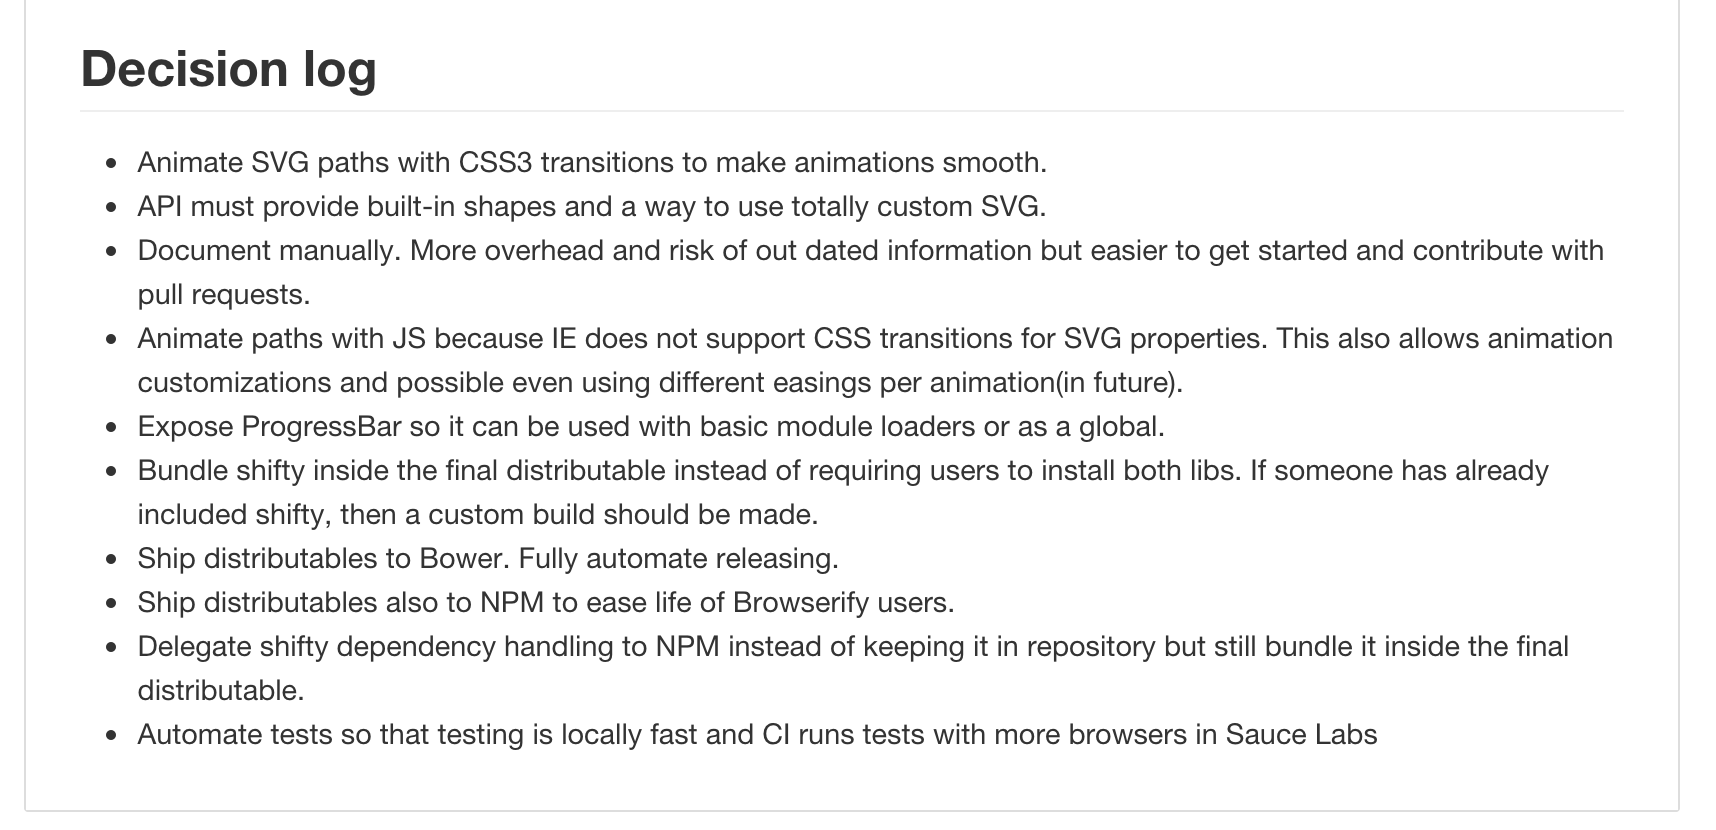 Decision log
Animate SVG paths with CSS3 transitions to make animations smooth.
API must provide built-in shapes and a way to use totally custom SVG.
Document manually. More overhead and risk of out dated information but easier to get started and contribute with
pull requests.
Animate paths with JS because IE does not support CSS transitions for SVG properties. This also allows animation
customizations and possible even using different easings per animation(in future).
Expose ProgressBar so it can be used with basic module loaders or as a global.
Bundle shifty inside the final distributable instead of requiring users to install both libs. If someone has already
included shifty, then a custom build should be made.
Ship distributables to Bower. Fully automate releasing.
Ship distributables also to NPM to ease life of Browserify users.
Delegate shifty dependency handling to NPM instead of keeping it in repository but still bundle it inside the final
distributable.
Automate tests so that testing is locally fast and CI runs tests with more browsers in Sauce Labs